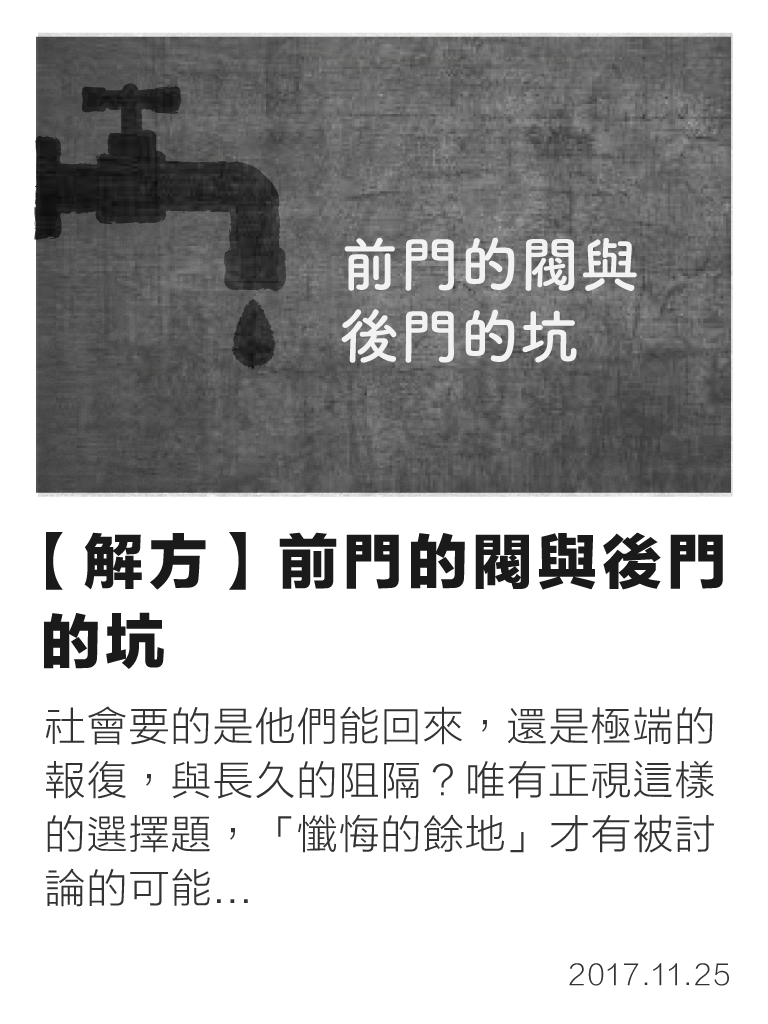 前門的閥與
後門的坑
【解方】前門的閥與後門
的坑
社會要的是他們能回來，還是極端的
報復，與長久的阻隔？唯有正視這樣
的選擇題，「懺悔的餘地」才有被討
論的可能...
2017.11.25